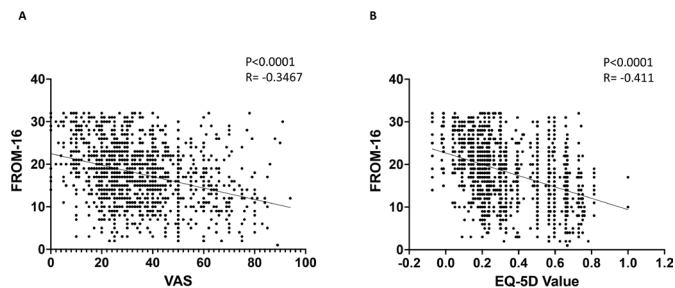 A
B
P<0.0001
R= -0.3467
P<0.0001
R= -0.411
40
30
20
10
0
FROM-16
0 20 40 60 80 100
VAS
40
30
20
10
0
FROM-16
-0.2 0.0 0.2 0.4 0.6 0.8 1.0 1.2
EQ-5D Value